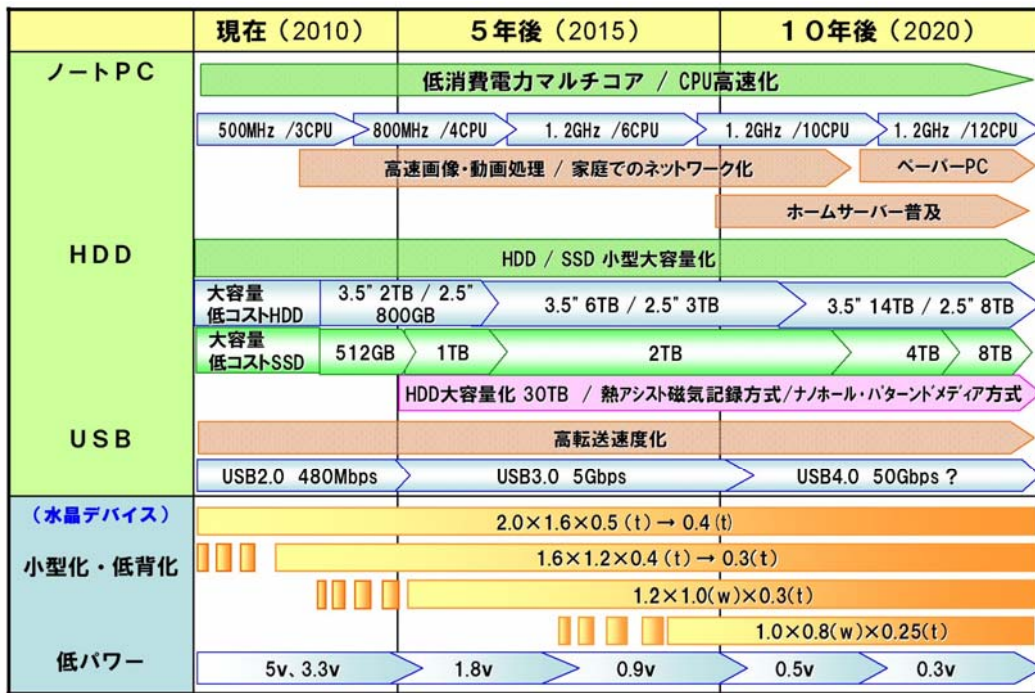 現在（2010） ５年後（2015） １０年後（2020）
ノートＰＣ
低消費電力マルチコア / CPU高速化
500MHz /3CPU 800MHz /4CPU 1.2GHz /6CPU 1.2GHz /10CPU 1.2GHz /12CPU
高速画像・動画処理 / 家庭でのネットワーク化 ペーパーPC
ホームサーバー普及
ＨＤＤ
HDD / SSD 小型大容量化
大容量
低コストHDD
3.5” 2TB / 2.5”
800GB
3.5” 6TB / 2.5” 3TB
3.5” 14TB / 2.5” 8TB
大容量
低コストSSD
512GB 1TB 2TB 4TB 8TB
HDD大容量化 30TB / 熱アシスト磁気記録方式/ナノホール・パターンドメディア方式
ＵＳＢ
高転送速度化
USB2.0 480Mbps USB3.0 5Gbps USB4.0 50Gbps ?
（水晶デバイス）
2.0×1.6×0.5 (t) → 0.4 (t)
小型化・低背化
1.6×1.2×0.4 (t) → 0.3(t)
1.2×1.0(w)×0.3(t)
1.0×0.8(w)×0.25(t)
低パワー
5v、3.3v 1.8v 0.9v 0.5v 0.3v